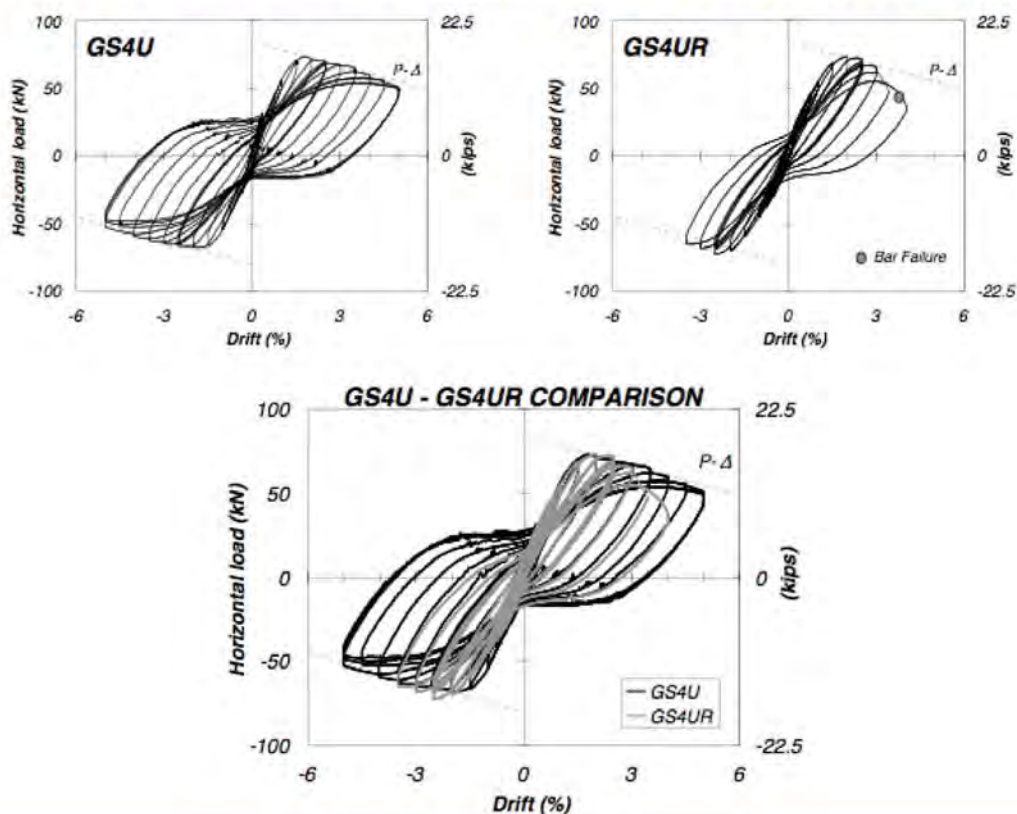 GS4U
100
50
0
-50
-100
Horizontal load (kN)
22.5
0
-22.5
(kips)
P- Δ
-6
-3
0
3
6
Drift (%)
GS4UR
100
50
0
-50
-100
Horizontal load (kN)
22.5
0
-22.5
(kips)
P- Δ
Bar Failure
-6
-3
0
3
6
Drift (%)
GS4U - GS4UR COMPARISON
100
50
0
-50
-100
Horizontal load (kN)
22.5
0
-22.5
(kips)
P- Δ
GS4U
GS4UR
-6
-3
0
3
6
Drift (%)